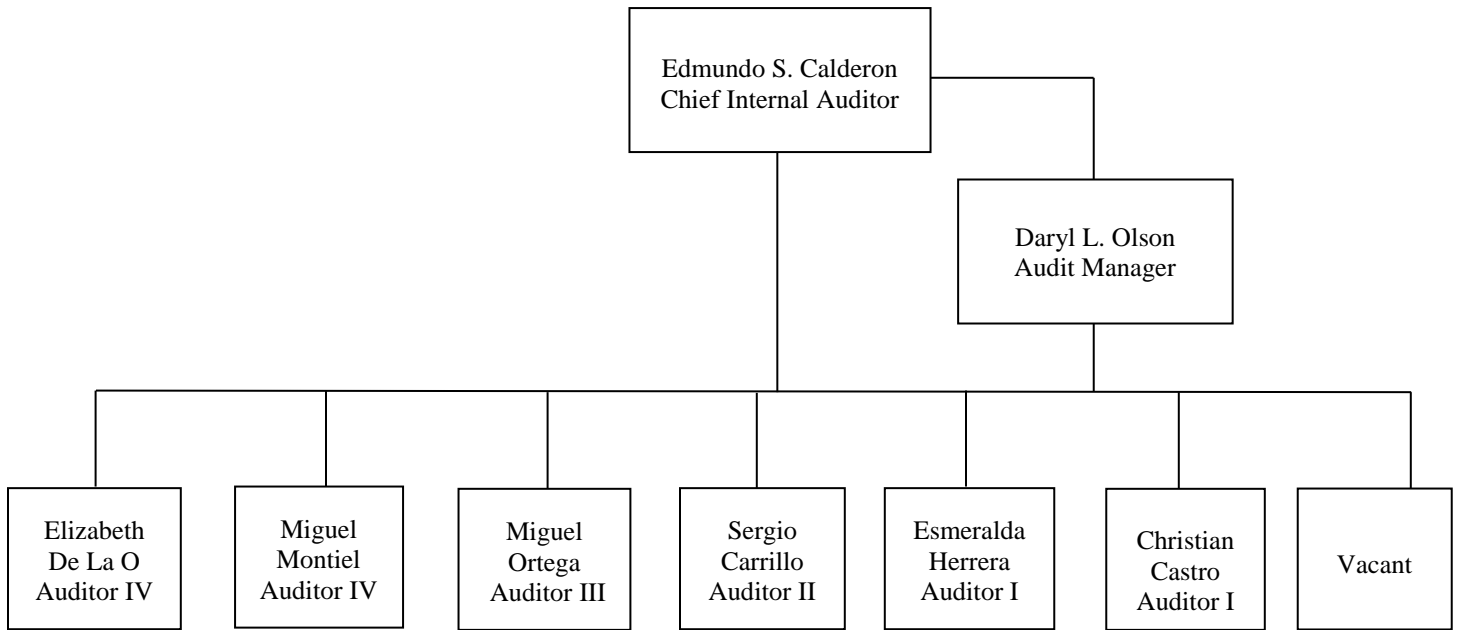 Edmundo S. Calderon
Chief Internal Auditor
Daryl L. Olson
Audit Manager
Elizabeth
De La O
Auditor IV
Miguel
Montiel
Auditor IV
Miguel
Ortega
Auditor III
Sergio
Carrillo
Auditor II
Esmeralda
Herrera
Auditor I
Christian
Castro
Auditor I
Vacant